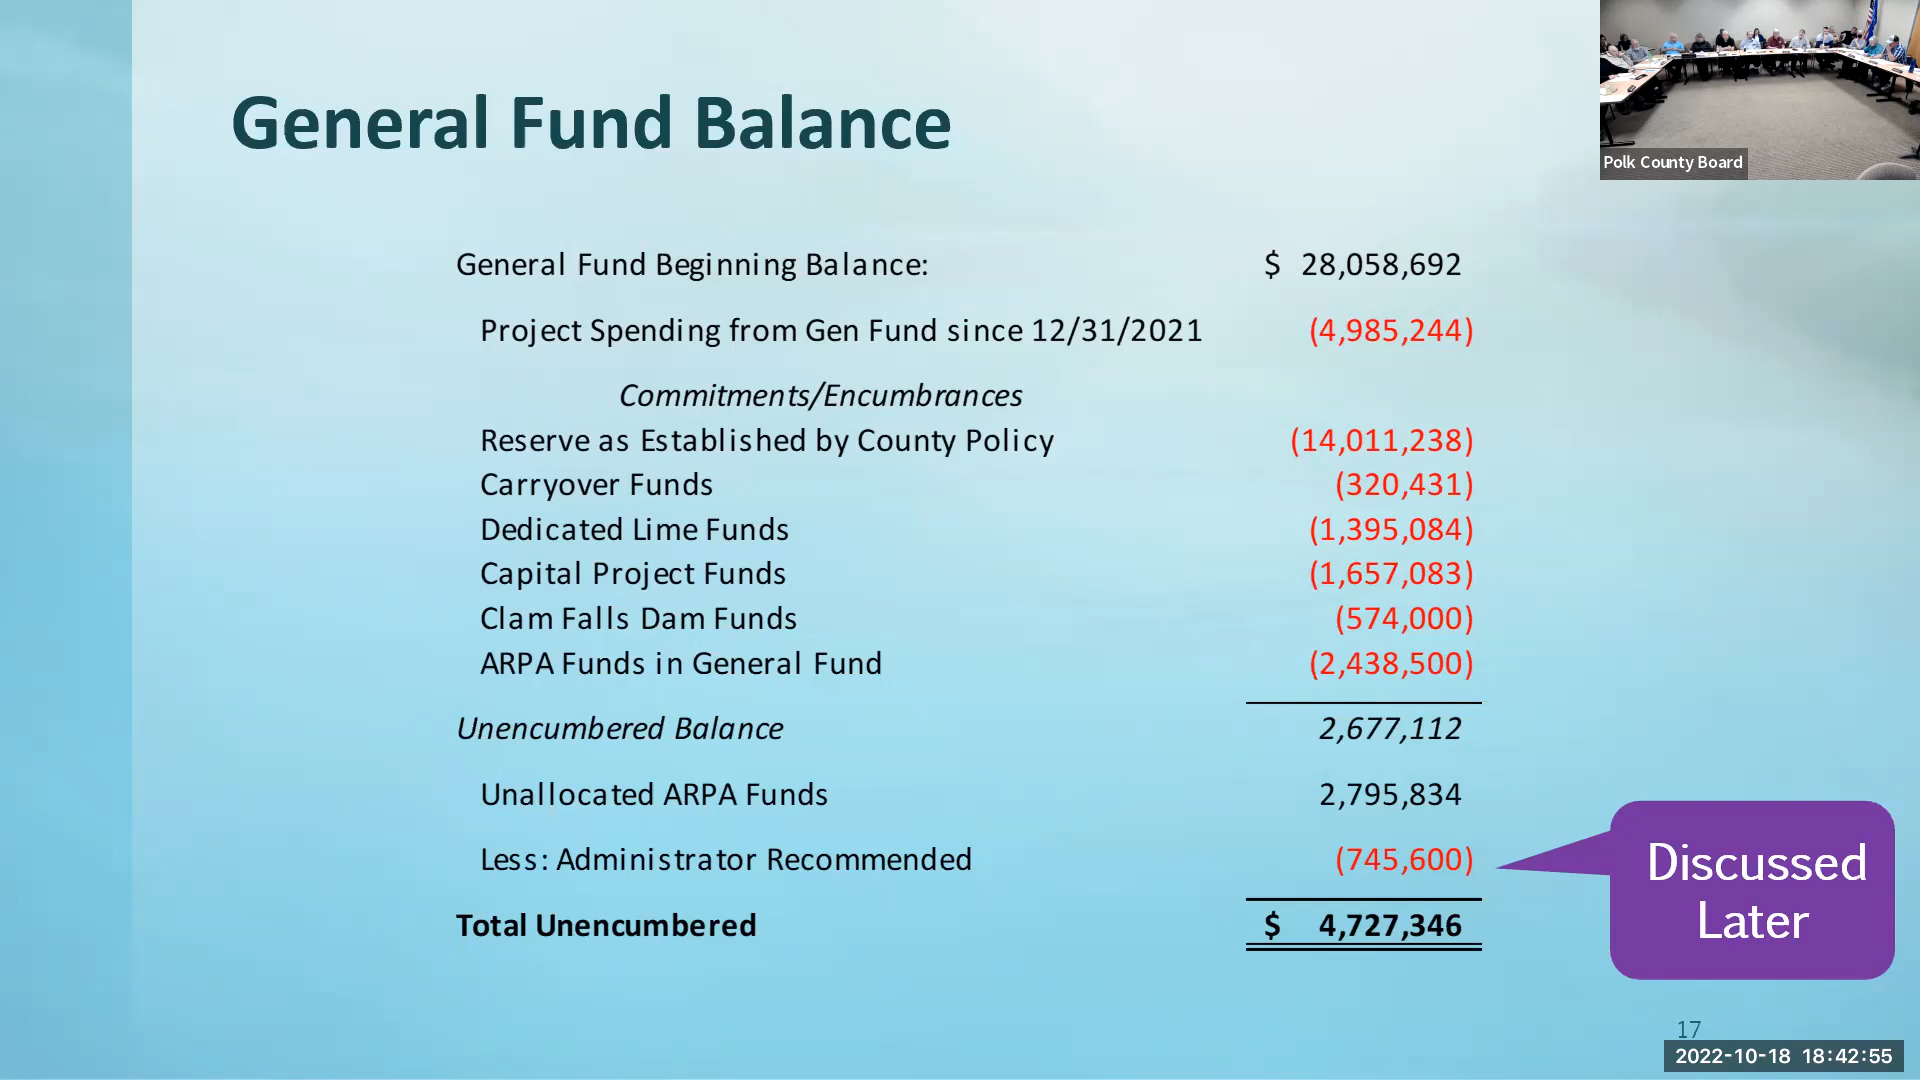 General Fund Balance
Polk County Board
General Fund Beginning Balance: $ 28,058,692
Project Spending from Gen Fund since 12/31/2021 (4,985,244)
Commitments/Encumbrances
Reserve as Established by County Policy (14,011,238)
Carryover Funds (320,431)
Dedicated Lime Funds (1,395,084)
Capital Project Funds (1,657,083)
Clam Falls Dam Funds (574,000)
ARPA Funds in General Fund (2,438,500)
Unencumbered Balance 2,677,112
Unallocated ARPA Funds 2,795,834
Less: Administrator Recommended (745,600)
Total Unencumbered $ 4,727,346
Discussed
Later
17
2022-10-18 18:42:55